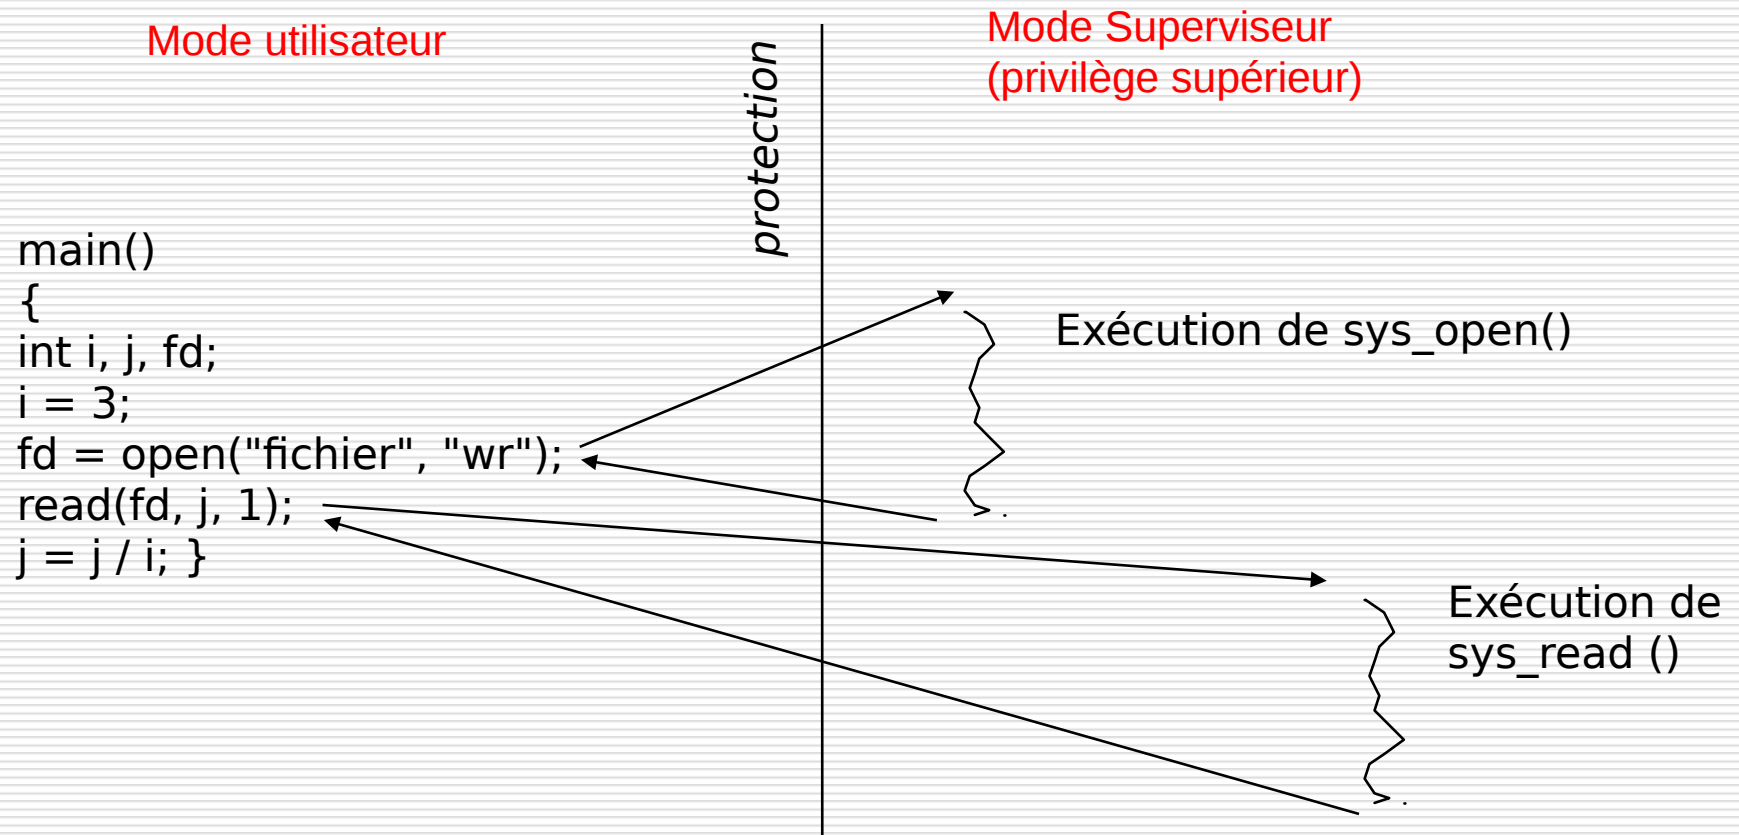 Mode utilisateur
protection
Mode Superviseur
(privilège supérieur)
main()
{
int i, j, fd;
i = 3;
fd = open("fichier", "wr");
read(fd, j, 1);
j = j / i; }
Exécution de sys_open()
Exécution de
sys_read ()